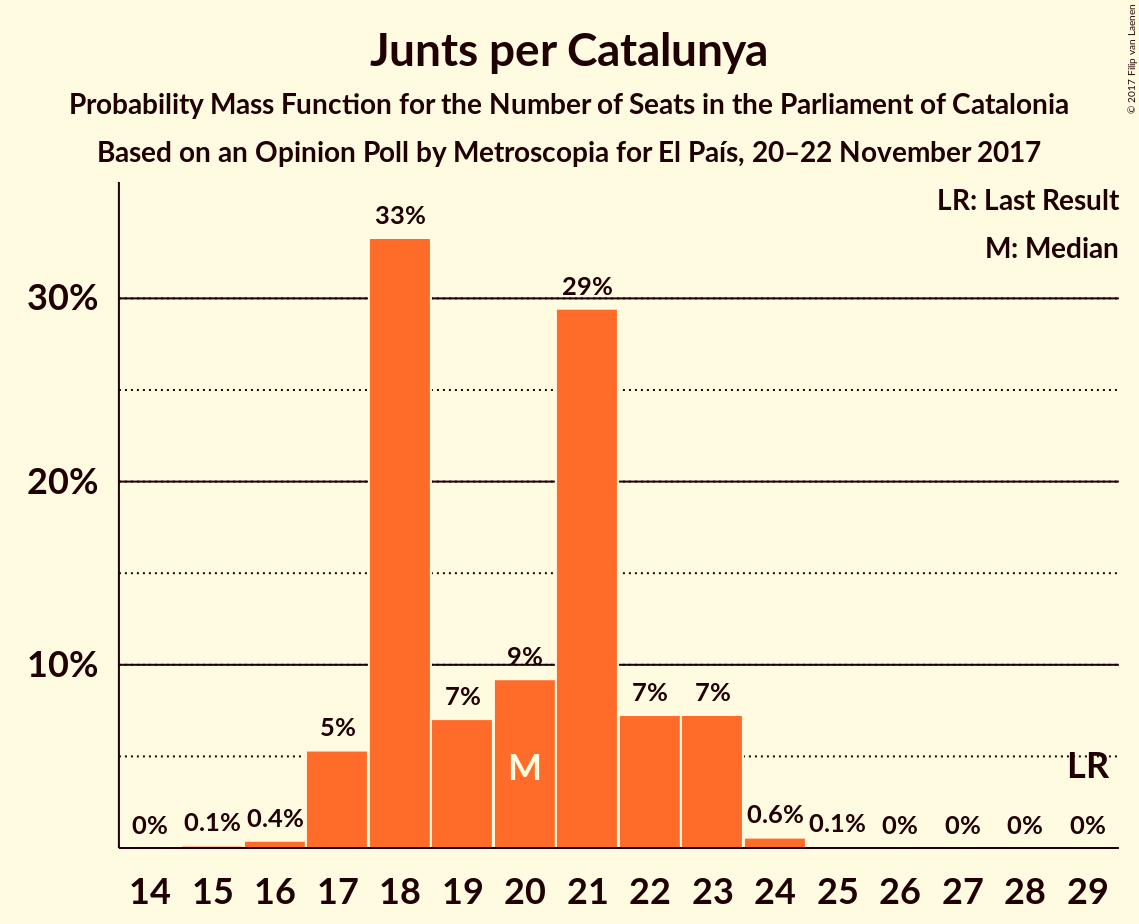 Junts per Catalunya
Probability Mass Function for the Number of Seats in the Parliament of Catalonia
Based on an Opinion Poll by Metroscopia for El País, 20–22 November 2017
© 2017 Filip van Laenen
LR: Last Result
M: Median
30%
20%
10%
0%
0.1%
0.4%
5%
33%
7%
9%
29%
7%
7%
0.6%
0.1%
0%
0%
0%
0%
M
LR
14 15 16 17 18 19 20 21 22 23 24 25 26 27 28 29